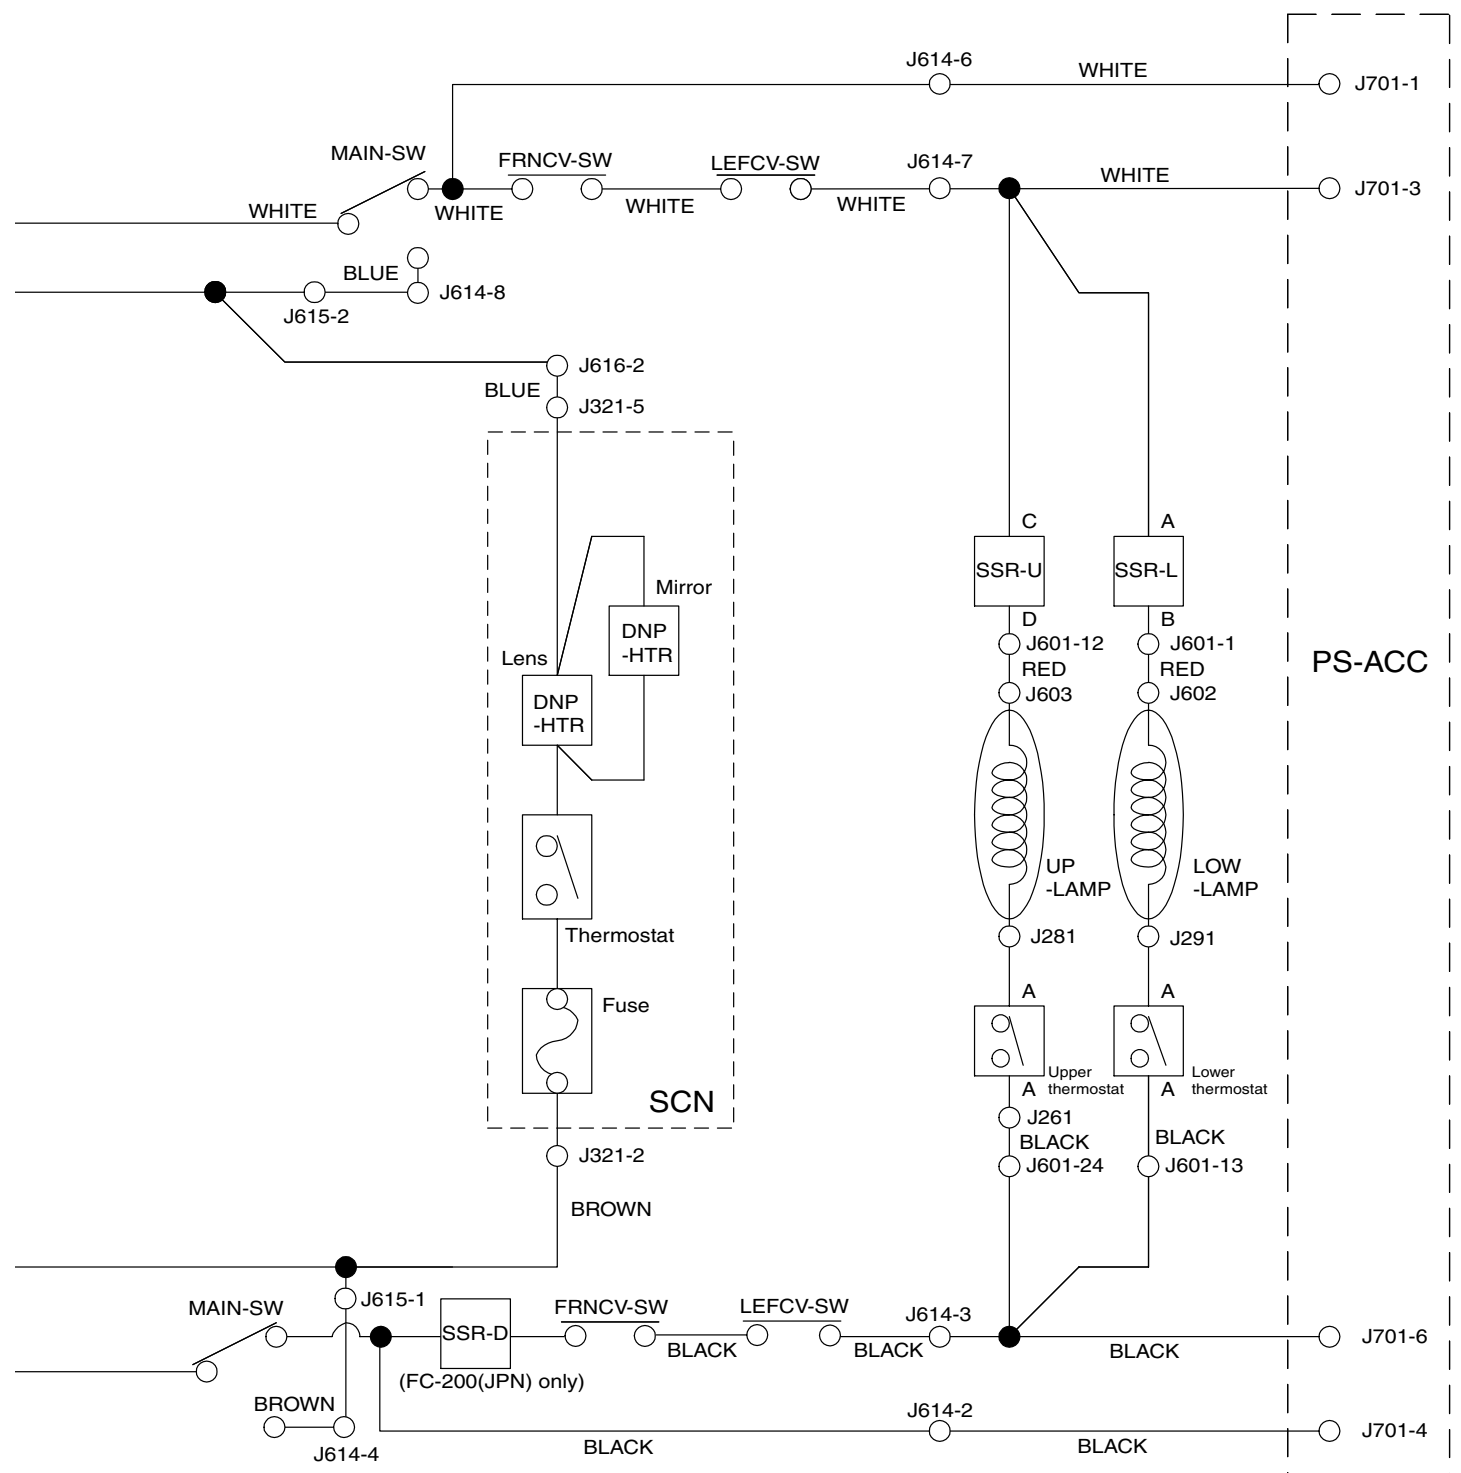 J614-6
WHITE
J701-1
MAIN-SW
FRNCV-SW
LEFCV-SW
J614-7
WHITE
J701-3
WHITE
WHITE
WHITE
WHITE
BLUE
J614-8
J615-2
J616-2
BLUE
J321-5
C
A
SSR-U
SSR-L
Mirror
D
B
DNP
-HTR
J601-12
J601-1
Lens
RED
RED
PS-ACC
J603
J602
DNP
-HTR
UP
-LAMP
LOW
-LAMP
Thermostat
J281
J291
Fuse
A
A
Upper
thermostat
Lower
thermostat
SCN
A
A
J261
BLACK
BLACK
J321-2
J601-24
J601-13
BROWN
MAIN-SW
J615-1
FRNCV-SW
LEFCV-SW
J614-3
SSR-D
J701-6
BLACK
BLACK
BLACK
(FC-200(JPN) only)
BROWN
J614-2
J614-4
BLACK
BLACK
J701-4